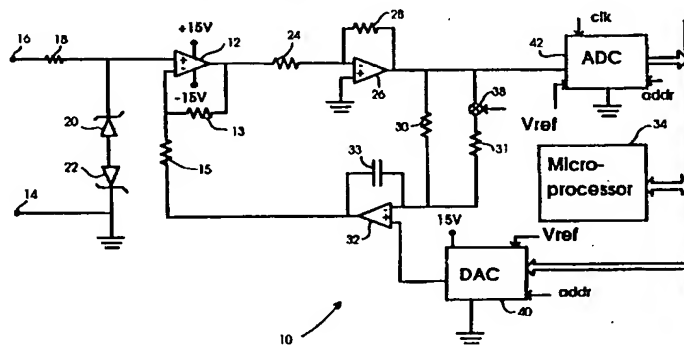 16
18
+15V
12
24
28
clk
42
ADC
-15V
26
addr
20
13
30
38
Vref
34
33
31
Micro-
processor
22
15
15V
Vref
14
32
DAC
addr
10
40